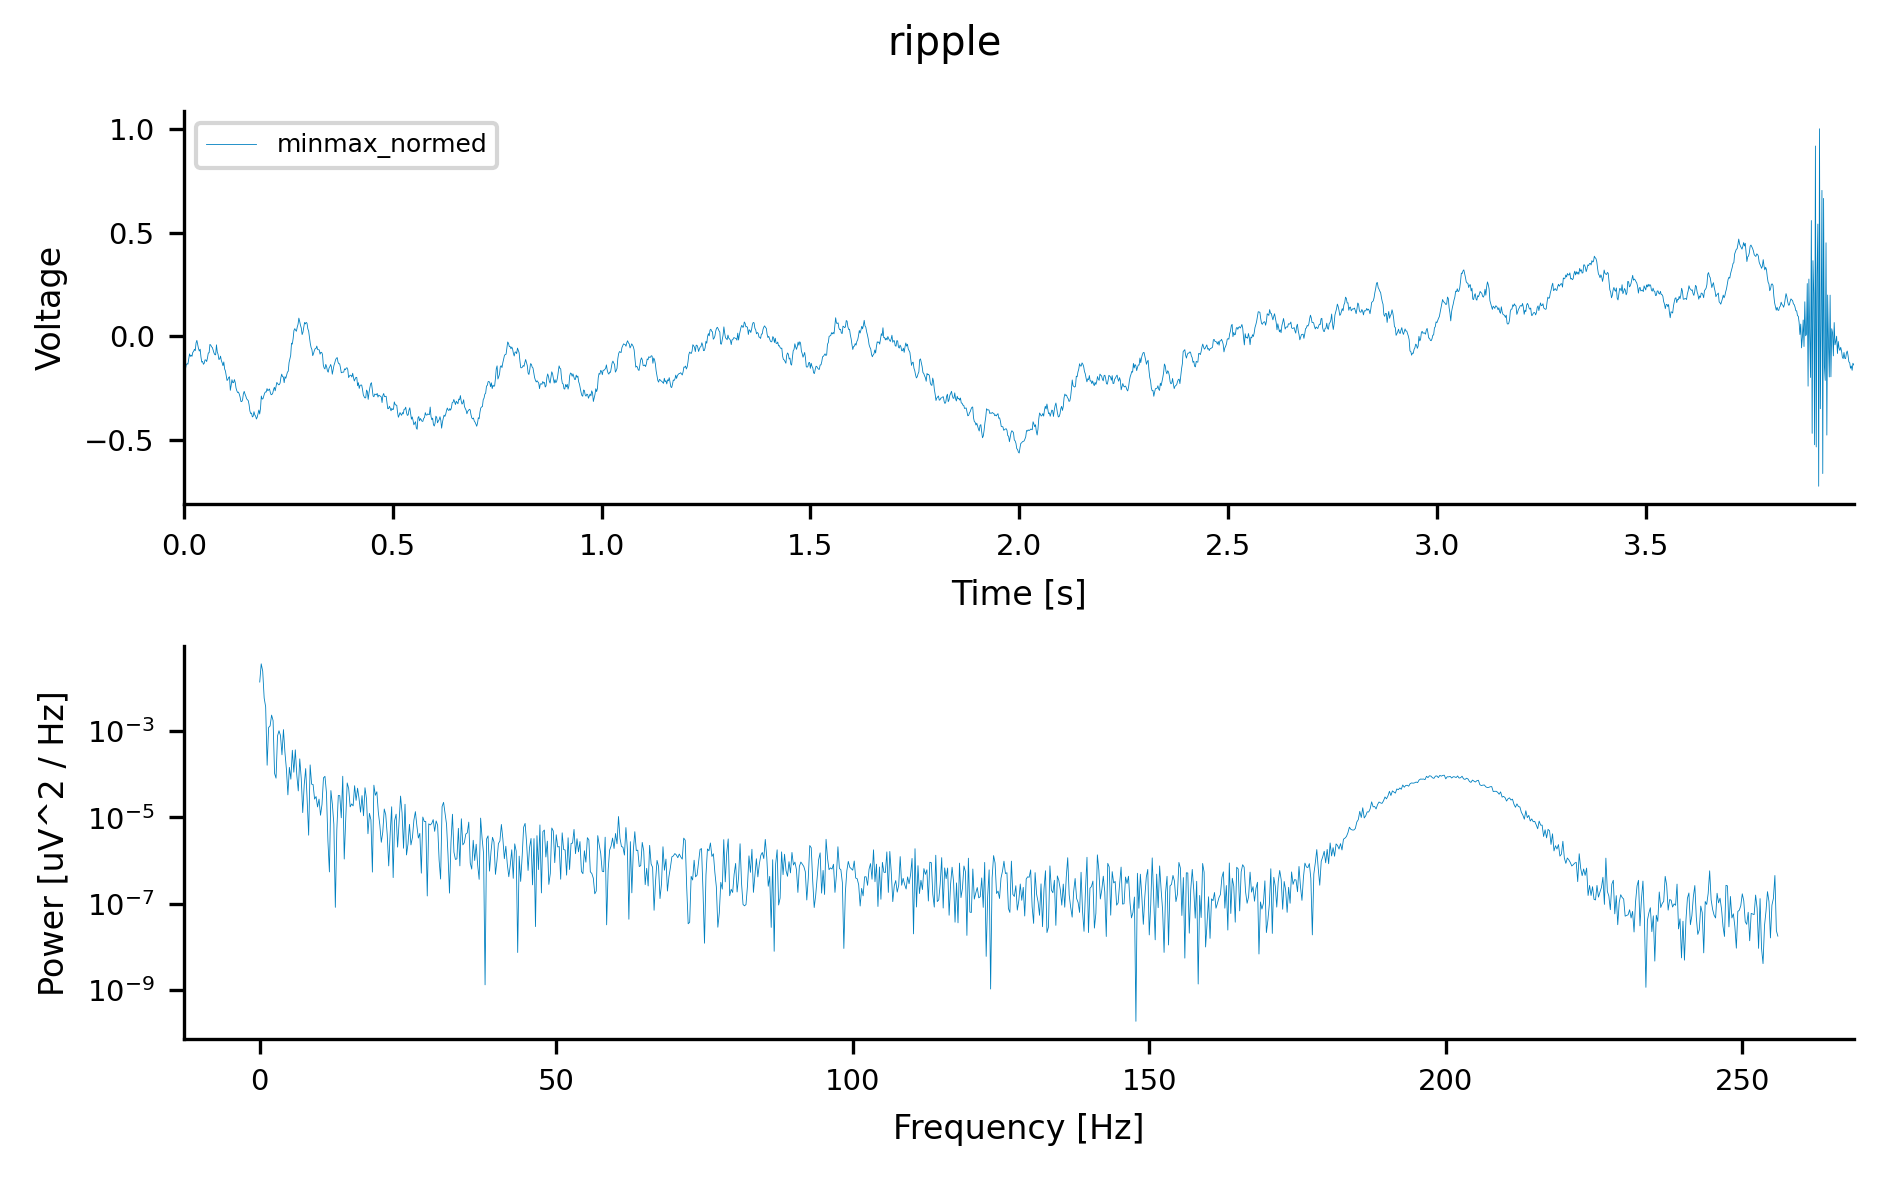 ripple
1.0
0.5
0.0
−0.5
Voltage
minmax_normed
0.0 0.5 1.0 1.5 2.0 2.5 3.0 3.5
Time [s]
10⁻³
10⁻⁵
10⁻⁷
10⁻⁹
Power [uV^2 / Hz]
0 50 100 150 200 250
Frequency [Hz]